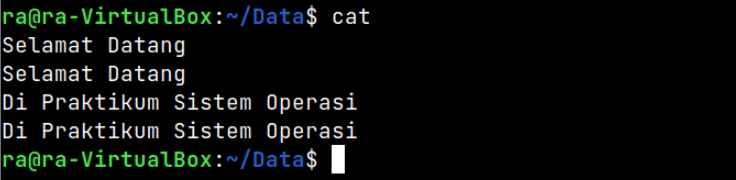 ra@ra-VirtualBox:~/Data$ cat
Selamat Datang
Selamat Datang
Di Praktikum Sistem Operasi
Di Praktikum Sistem Operasi
ra@ra-VirtualBox:~/Data$